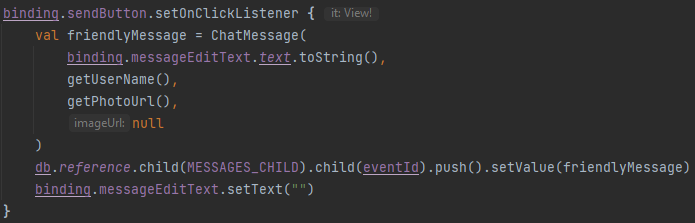 binding.sendButton.setOnClickListener { it: View!
val friendlyMessage = ChatMessage(
binding.messageEditText.text.toString(),
getUserName(),
getPhotoUrl(),
imageUrl: null
)
db.reference.child(MESSAGES_CHILD).child(eventId).push().setValue(friendlyMessage)
binding.messageEditText.setText("")
}